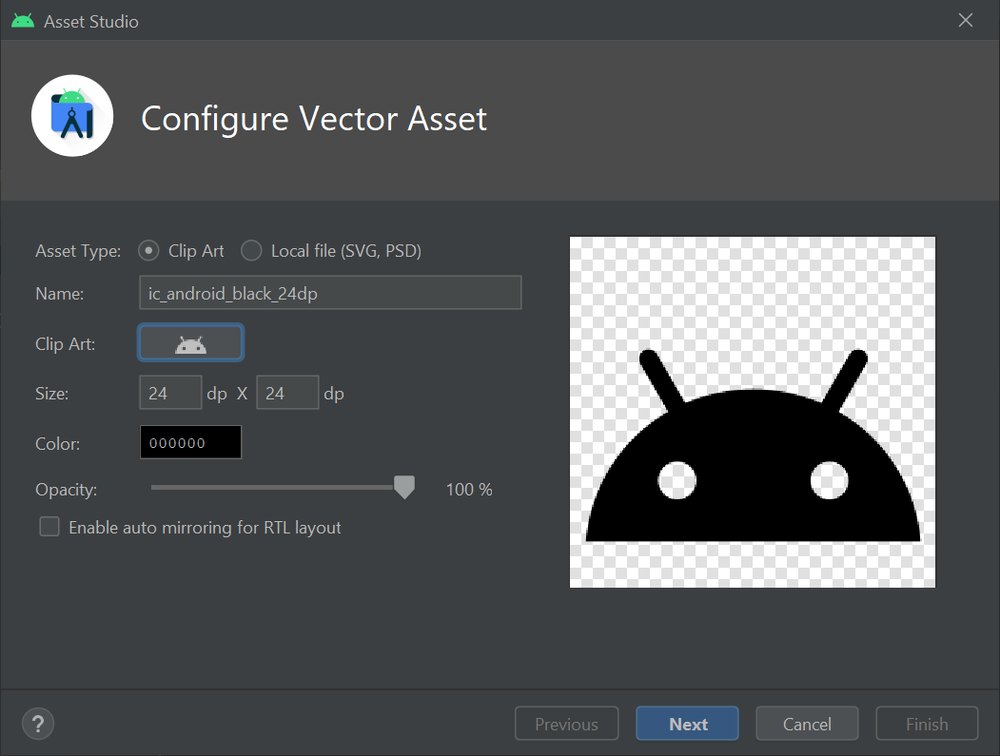 Asset Studio
Configure Vector Asset
Asset Type: Clip Art Local file (SVG, PSD)
Name: ic_android_black_24dp
Clip Art:
Size: 24 dp X 24 dp
Color: 000000
Opacity: 100 %
Enable auto mirroring for RTL layout
? Previous Next Cancel Finish